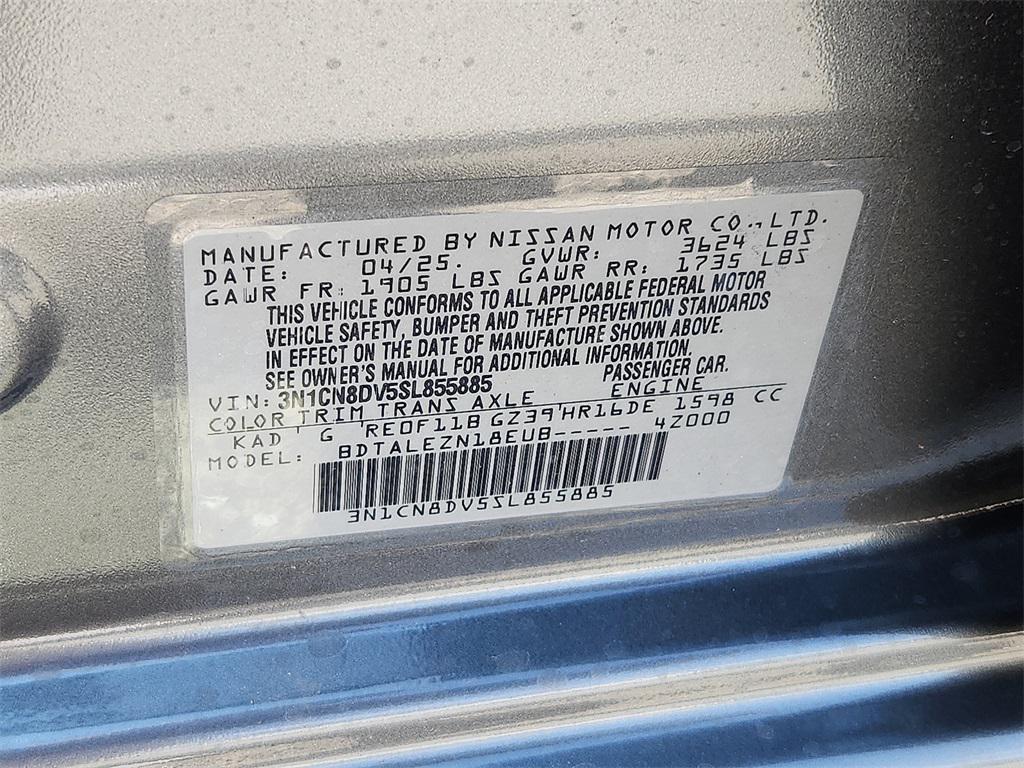 MANUFACTURED BY NISSAN MOTOR CO., LTD.
DATE: 04/25. GVWR: 3624 LBS
GAWR FR: 1905 LBS GAWR RR: 1735 LBS
THIS VEHICLE CONFORMS TO ALL APPLICABLE FEDERAL MOTOR
VEHICLE SAFETY, BUMPER AND THEFT PREVENTION STANDARDS
IN EFFECT ON THE DATE OF MANUFACTURE SHOWN ABOVE.
SEE OWNER'S MANUAL FOR ADDITIONAL INFORMATION.
VIN: 3N1CN8DV5SL855885 PASSENGER CAR.
COLOR TRIM TRANS AXLE ENGINE
KAD' G 'RE0F11B GZ39'HR16DE 1598 CC
MODEL: BDTALEZN18EUB----- 4Z000
3N1CN8DV5SL855885